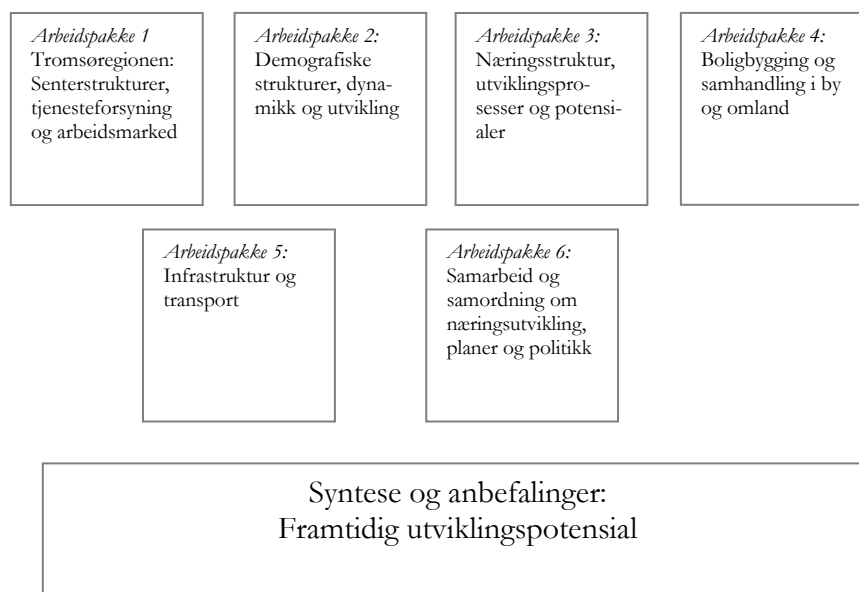 Arbeidspakke 1
Tromsøregionen:
Senterstrukturer,
tjenesteforsyning
og arbeidsmarked
Arbeidspakke 2:
Demografiske
strukturer, dyna-
mikk og utvikling
Arbeidspakke 3:
Næringsstruktur,
utviklingspro-
sesser og potensi-
aler
Arbeidspakke 4:
Boligbygging og
samhandling i by
og omland
Arbeidspakke 5:
Infrastruktur og
transport
Arbeidspakke 6:
Samarbeid og
samordning om
næringsutvikling,
planer og politikk
Syntese og anbefalinger:
Framtidig utviklingspotensial